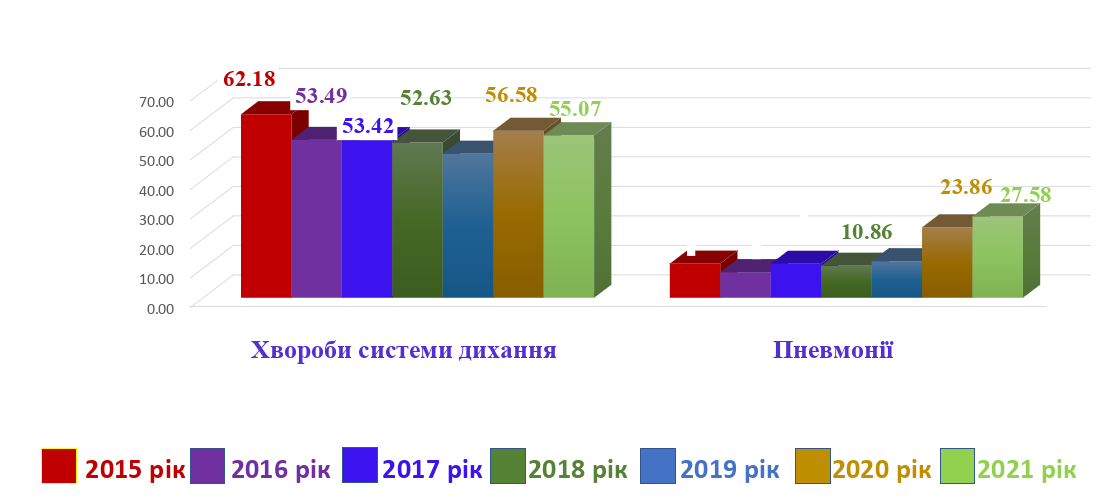 62.18
53.49
53.42
52.63
56.58
55.07
70.00
60.00
50.00
40.00
30.00
20.00
10.00
0.00
10.86
23.86
27.58
Хвороби системи дихання
Пневмонії
2015 рік
2016 рік
2017 рік
2018 рік
2019 рік
2020 рік
2021 рік